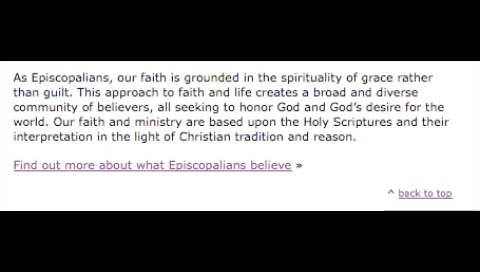 As Episcopalians, our faith is grounded in the spirituality of grace rather
than guilt. This approach to faith and life creates a broad and diverse
community of believers, all seeking to honor God and God's desire for the
world. Our faith and ministry are based upon the Holy Scriptures and their
interpretation in the light of Christian tradition and reason.
Find out more about what Episcopalians believe »
^ back to top